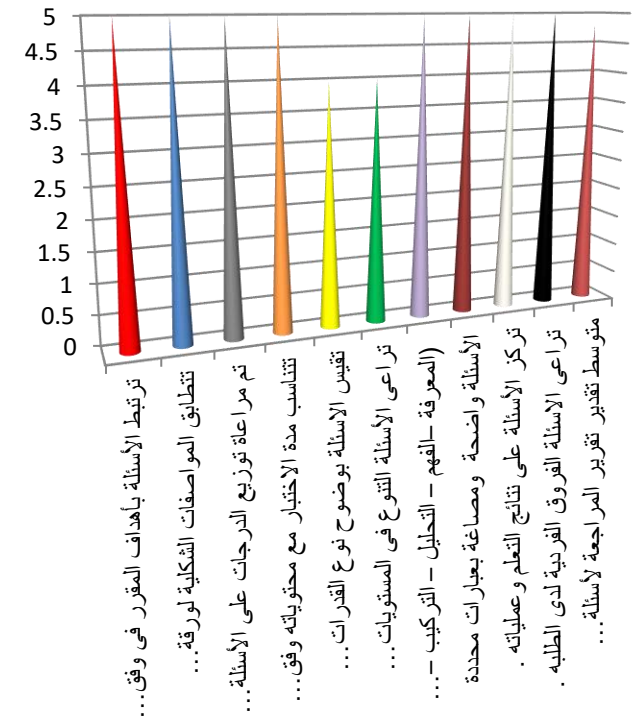 5
4.5
4
3.5
3
2.5
2
1.5
1
0.5
0
ترتبط الأسئلة بأهداف المقرر فى وفق...
تتطابق المواصفات الشكلية لورقة...
تم مراعاة توزيع الدرجات على الأسئلة...
تتناسب مدة الاختبار مع محتوياته وفق...
تقيس الاسئلة بوضوح نوع القدرات...
تراعى الأسئلة التنوع فى المستويات...
(المعرفة –الفهم – التحليل – التركيب –...
الأسئلة واضحة ومصاغة بعبارات محددة
تركز الأسئلة على نتائج التعلم وعملياته .
تراعى الاسئلة الفروق الفردية لدى الطلبه .
متوسط تقدير تقرير المراجعة لأسئلة...